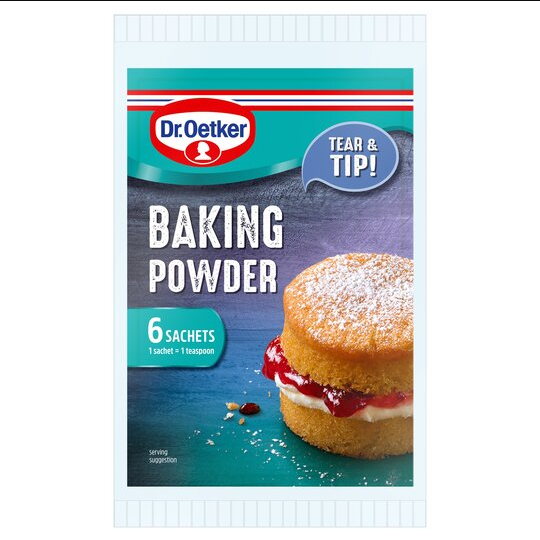 Dr.Oetker
TEAR &
TIP!
BAKING
POWDER
6 SACHETS
1 sachet = 1 teaspoon
serving
suggestion